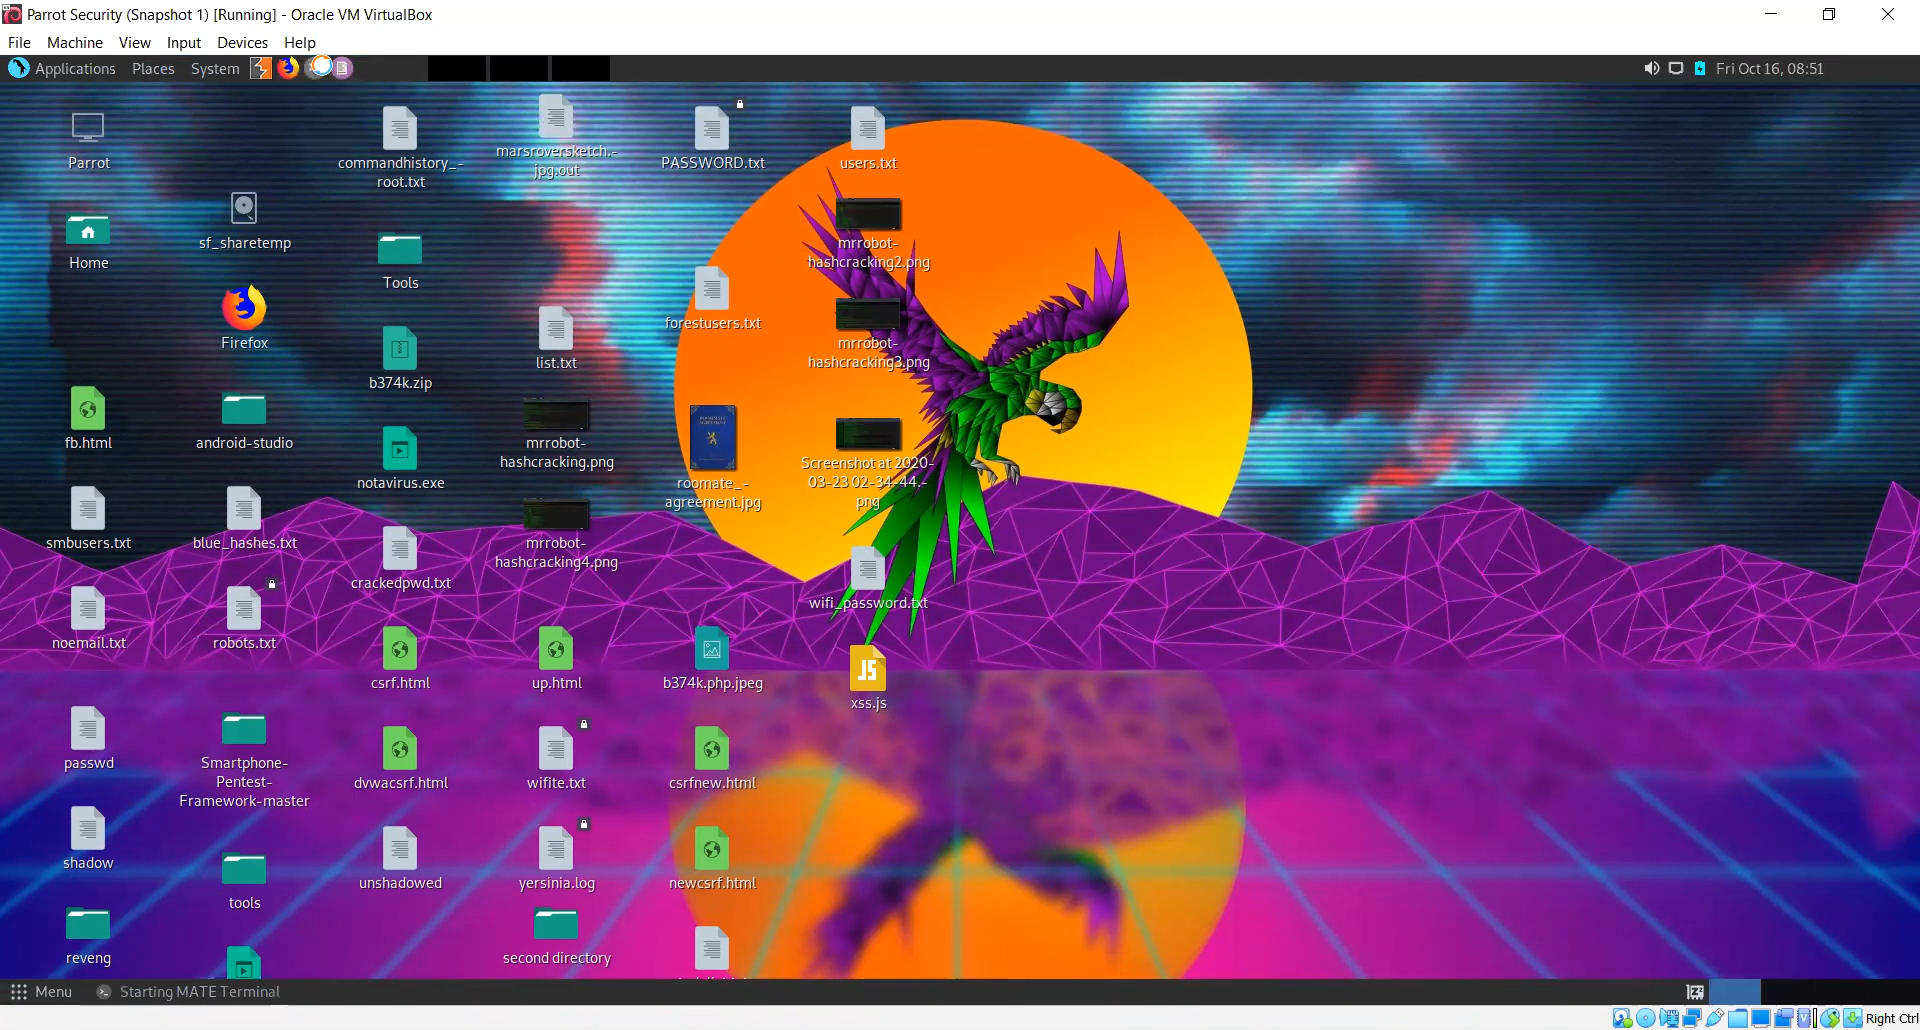 Parrot Security (Snapshot 1) [Running] - Oracle VM VirtualBox
File Machine View Input Devices Help
Applications Places System
Fri Oct 16, 08:51
Parrot
Home
fb.html
smbusers.txt
noemail.txt
passwd
shadow
reveng
sf_sharetemp
Firefox
android-studio
blue_hashes.txt
robots.txt
Smartphone-
Pentest-
Framework-master
tools
commandhistory_-
root.txt
Tools
b374k.zip
notavirus.exe
crackedpwd.txt
csrf.html
dvwacsrf.html
unshadowed
marsroversketch.-
jpg.out
list.txt
mrrobot-
hashcracking.png
mrrobot-
hashcracking4.png
up.html
wifite.txt
yersinia.log
second directory
PASSWORD.txt
forestusers.txt
ROOMMATE
AGREEMENT
roomate_-
agreement.jpg
b374k.php.jpeg
csrfnew.html
newcsrf.html
users.txt
mrrobot-
hashcracking2.png
mrrobot-
hashcracking3.png
Screenshot at 2020-
03-23 02-34-44.-
png
wifi_password.txt
JS
xss.js
Menu
Starting MATE Terminal
Right Ctrl